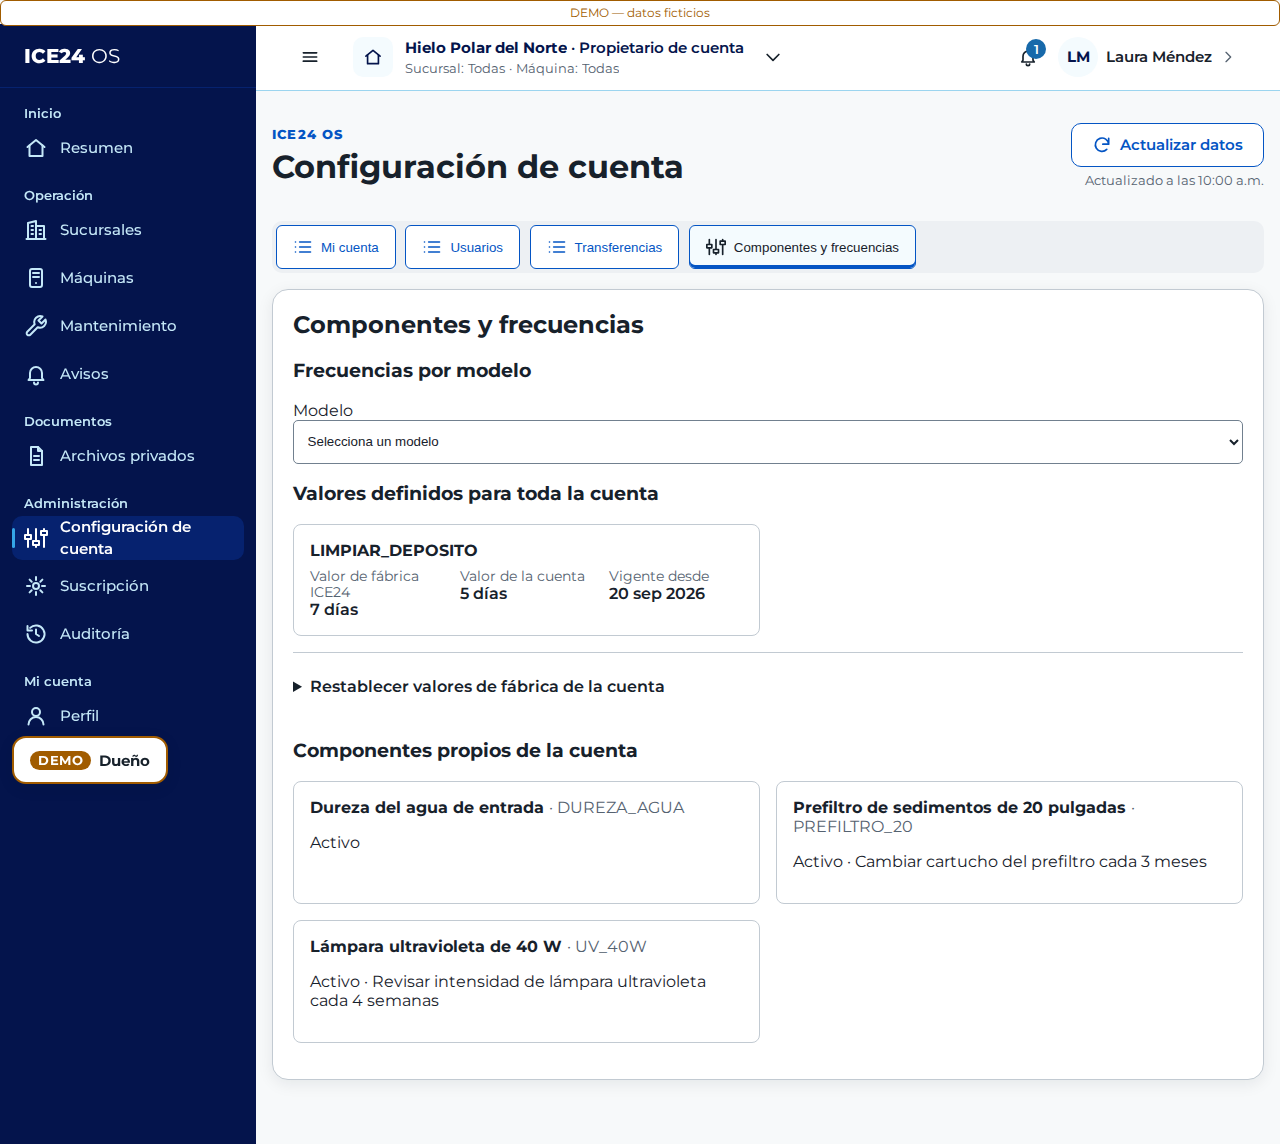 DEMO — datos ficticios
ICE24 OS
Inicio
Resumen
Operación
Sucursales
Máquinas
Mantenimiento
Avisos
Documentos
Archivos privados
Administración
Configuración de
cuenta
Suscripción
Auditoría
Mi cuenta
Perfil
DEMO Dueño
Hielo Polar del Norte · Propietario de cuenta
Sucursal: Todas · Máquina: Todas
1
LM Laura Méndez
ICE24 OS
Configuración de cuenta
Actualizar datos
Actualizado a las 10:00 a.m.
Mi cuenta
Usuarios
Transferencias
Componentes y frecuencias
Componentes y frecuencias
Frecuencias por modelo
Modelo
Selecciona un modelo
Valores definidos para toda la cuenta
LIMPIAR_DEPOSITO
Valor de fábrica
ICE24
7 días
Valor de la cuenta
5 días
Vigente desde
20 sep 2026
Restablecer valores de fábrica de la cuenta
Componentes propios de la cuenta
Dureza del agua de entrada · DUREZA_AGUA
Activo
Prefiltro de sedimentos de 20 pulgadas ·
PREFILTRO_20
Activo · Cambiar cartucho del prefiltro cada 3 meses
Lámpara ultravioleta de 40 W · UV_40W
Activo · Revisar intensidad de lámpara ultravioleta
cada 4 semanas